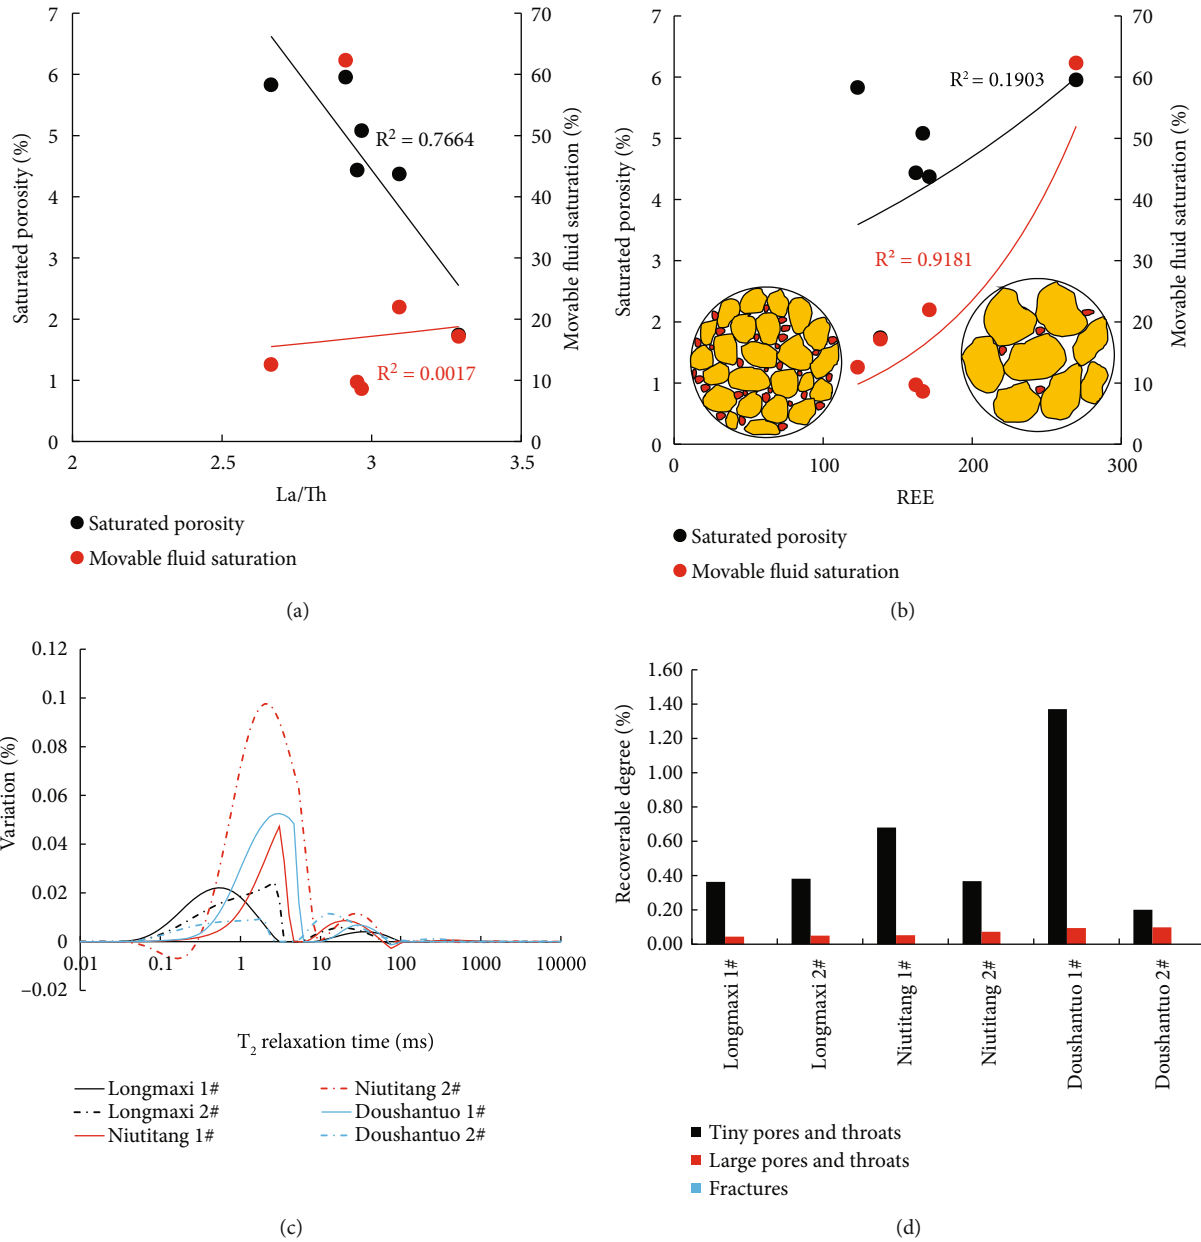 7
6
5
4
3
2
1
0
Saturated porosity (%)
70
60
50
40
30
20
10
0
Movable fluid saturation (%)
R² = 0.7664
R² = 0.0017
2
2.5
3
3.5
La/Th
Saturated porosity
Movable fluid saturation
(a)
7
6
5
4
3
2
1
0
Saturated porosity (%)
70
60
50
40
30
20
10
0
Movable fluid saturation (%)
R² = 0.1903
R² = 0.9181
0
100
200
300
REE
Saturated porosity
Movable fluid saturation
(b)
0.12
0.1
0.08
0.06
0.04
0.02
0
–0.02
Variation (%)
0.01
0.1
1
10
100
1000
10000
T₂ relaxation time (ms)
Longmaxi 1#
Longmaxi 2#
Niutitang 1#
Niutitang 2#
Doushantuo 1#
Doushantuo 2#
(c)
1.60
1.40
1.20
1.00
0.80
0.60
0.40
0.20
0.00
Recoverable degree (%)
Longmaxi 1#
Longmaxi 2#
Niutitang 1#
Niutitang 2#
Doushantuo 1#
Doushantuo 2#
Tiny pores and throats
Large pores and throats
Fractures
(d)